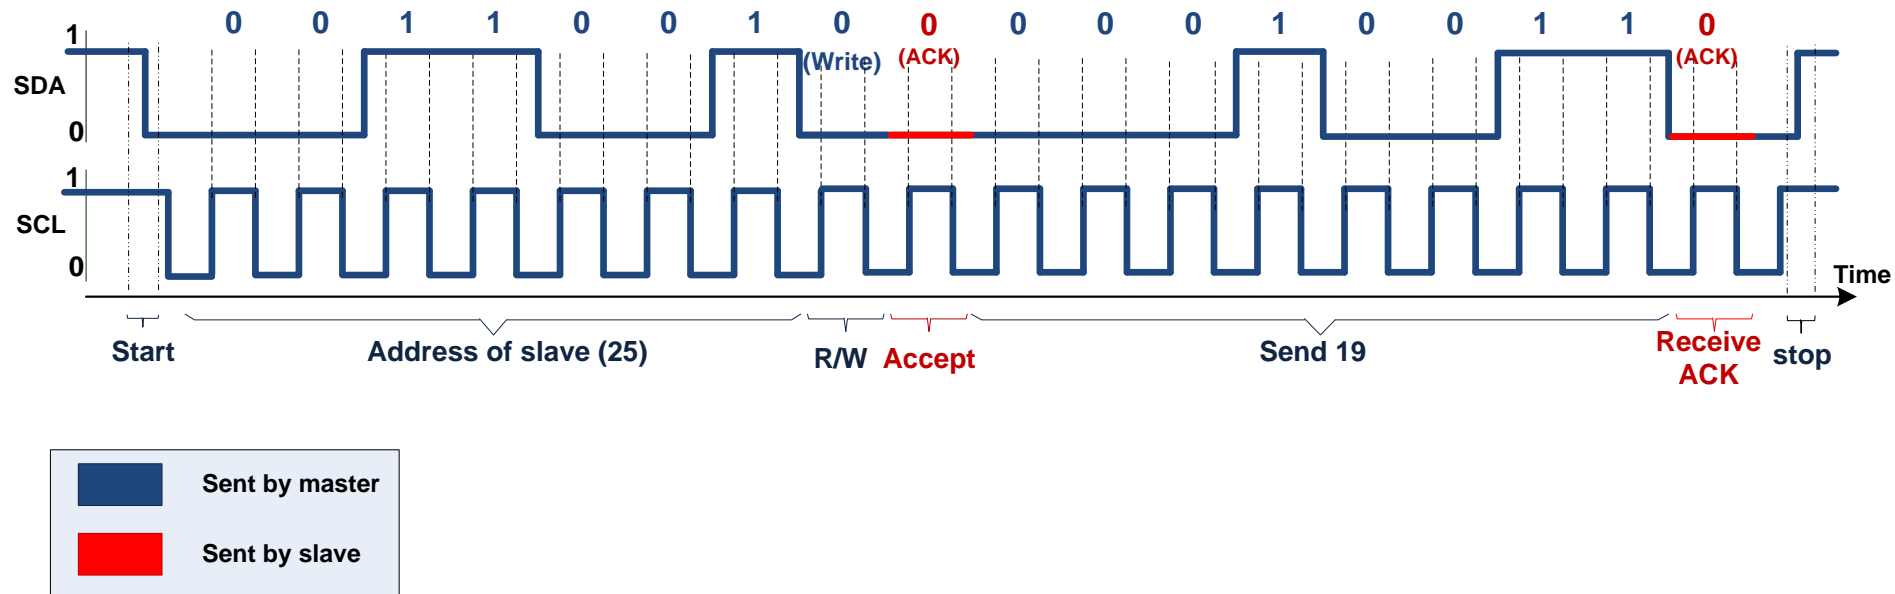 0 0 1 1 0 0 1 0 0 0 0 0 1 0 0 1 1 0
(Write) (ACK) (ACK)
1
SDA
0
1
SCL
0
Time
Start Address of slave (25) R/W Accept Send 19 Receive ACK stop
Sent by master
Sent by slave